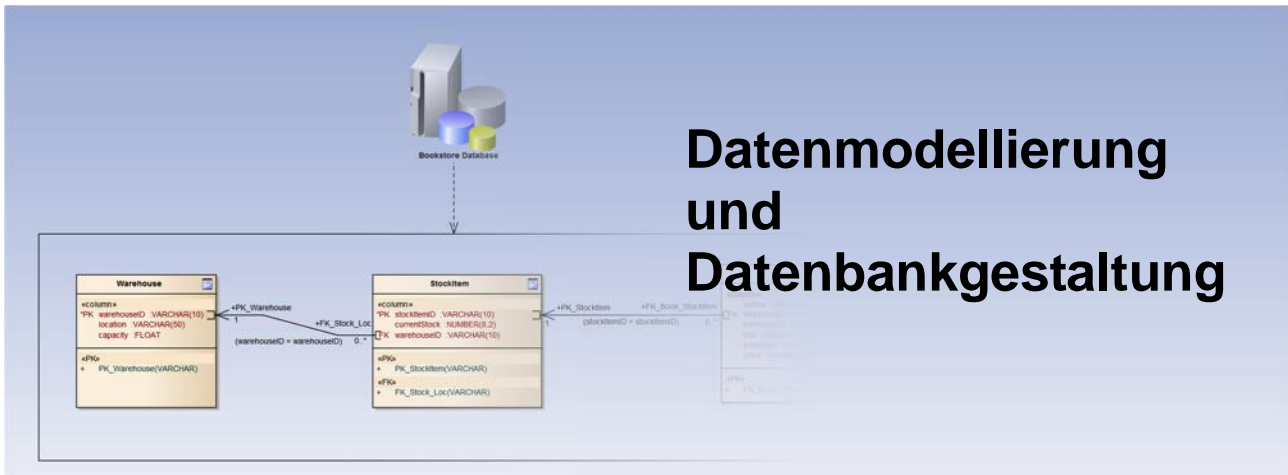 Bookstore Database
Datenmodellierung
und
Datenbankgestaltung
Warehouse
«column»
*PK warehouseID :VARCHAR(10)
location :VARCHAR(50)
capacity :FLOAT
«PK»
+ PK_Warehouse(VARCHAR)
+PK_Warehouse
1
+FK_Stock_Loc
(warehouseID = warehouseID) 0..*
StockItem
«column»
*PK stockItemID :VARCHAR(10)
currentStock :NUMBER(8,2)
FK warehouseID :VARCHAR(10)
«PK»
+ PK_StockItem(VARCHAR)
«FK»
+ FK_Stock_Loc(VARCHAR)
+PK_StockItem +FK_Book_StockItem
1 (stockItemID = stockItemID) 0..*